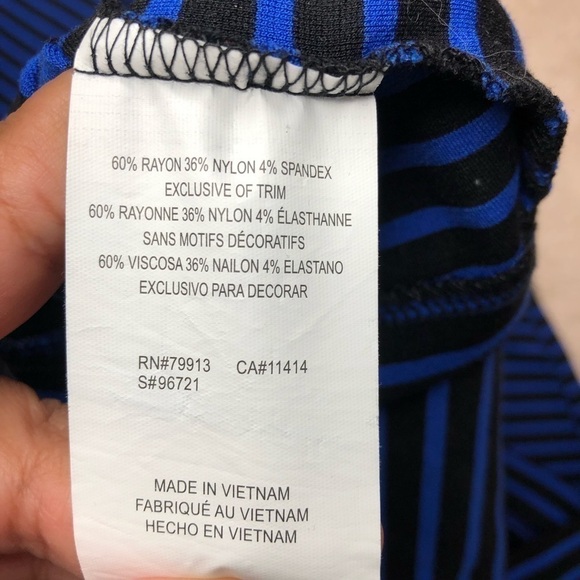 60% RAYON 36% NYLON 4% SPANDEX
EXCLUSIVE OF TRIM
60% RAYONNE 36% NYLON 4% ÉLASTHANNE
SANS MOTIFS DÉCORATIFS
60% VISCOSA 36% NAILON 4% ELASTANO
EXCLUSIVO PARA DECORAR
RN#79913 CA#11414
S#96721
MADE IN VIETNAM
FABRIQUÉ AU VIETNAM
HECHO EN VIETNAM